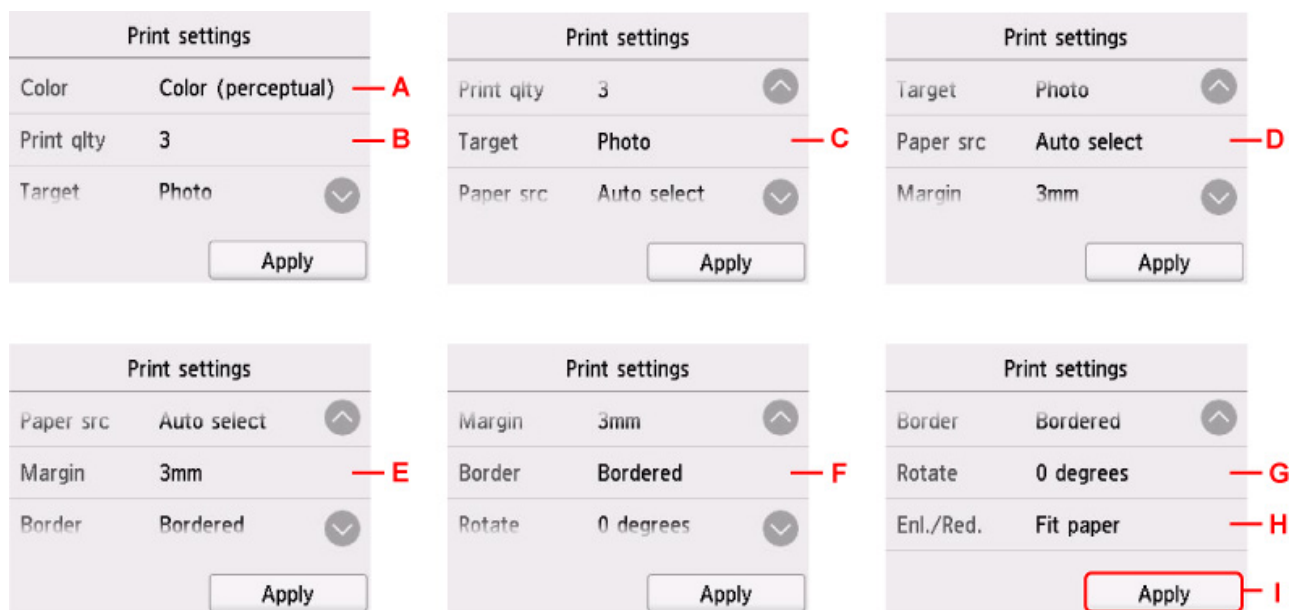 Print settings
Color Color (perceptual) A
Print qlty 3 B
Target Photo
Apply
Print settings
Print qlty 3
Target Photo C
Paper src Auto select
Apply
Print settings
Target Photo
Paper src Auto select D
Margin 3mm
Apply
Print settings
Paper src Auto select
Margin 3mm E
Border Bordered
Apply
Print settings
Margin 3mm
Border Bordered F
Rotate 0 degrees
Apply
Print settings
Border Bordered
Rotate 0 degrees G
Enl./Red. Fit paper H
Apply I